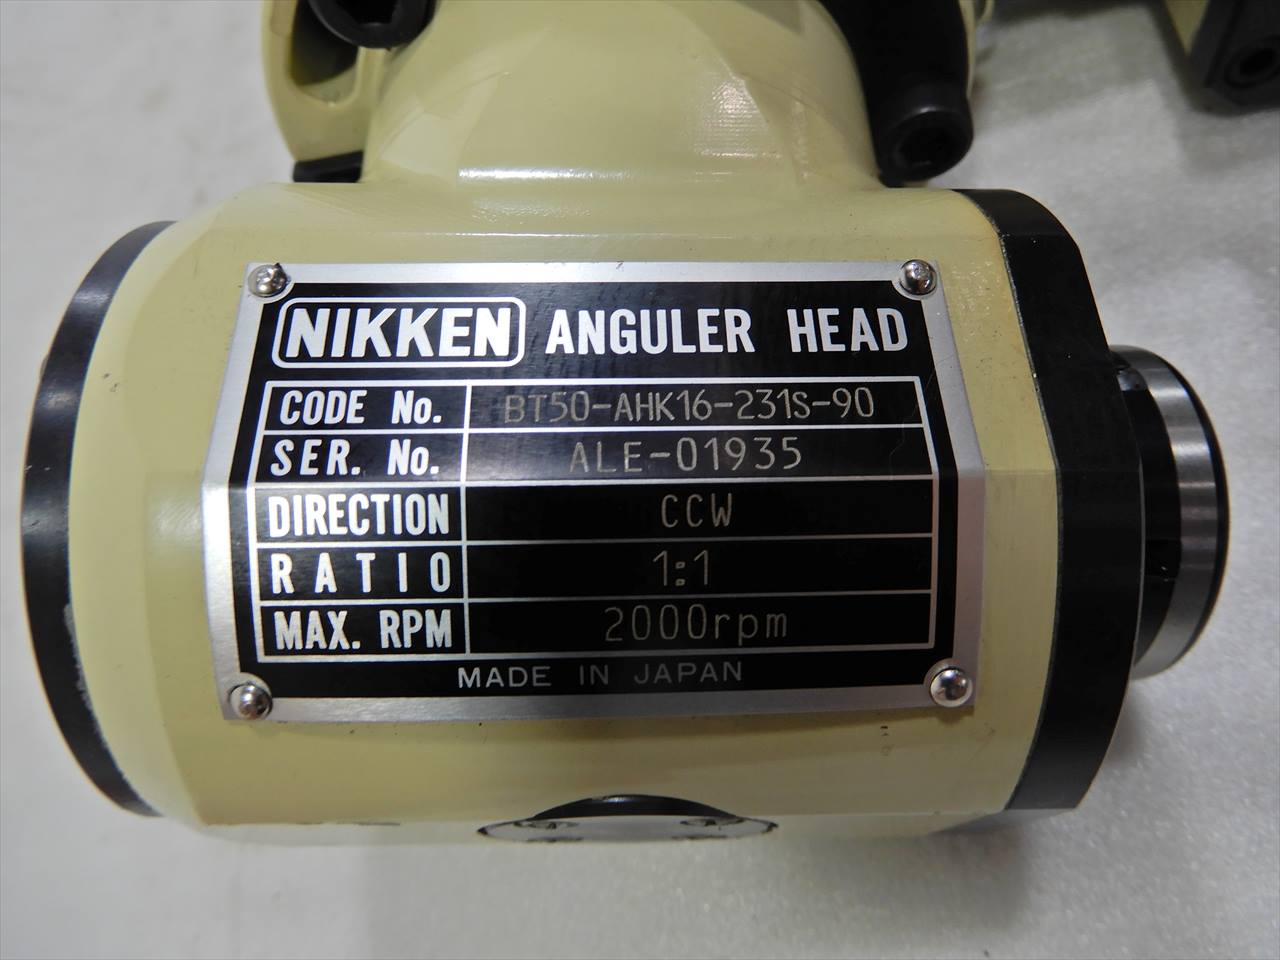 NIKKEN ANGULER HEAD
CODE No. BT50-AHK16-231S-90
SER. No. ALE-01935
DIRECTION CCW
RATIO 1:1
MAX. RPM 2000rpm
MADE IN JAPAN